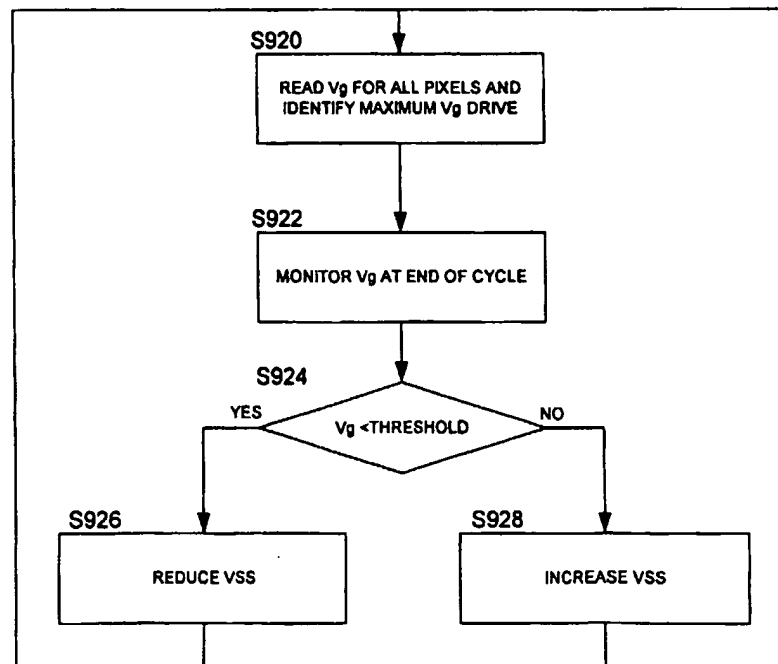 S920
READ Vg FOR ALL PIXELS AND
IDENTIFY MAXIMUM Vg DRIVE
S922
MONITOR Vg AT END OF CYCLE
S924
YES
Vg <THRESHOLD
NO
S926
S928
REDUCE VSS
INCREASE VSS